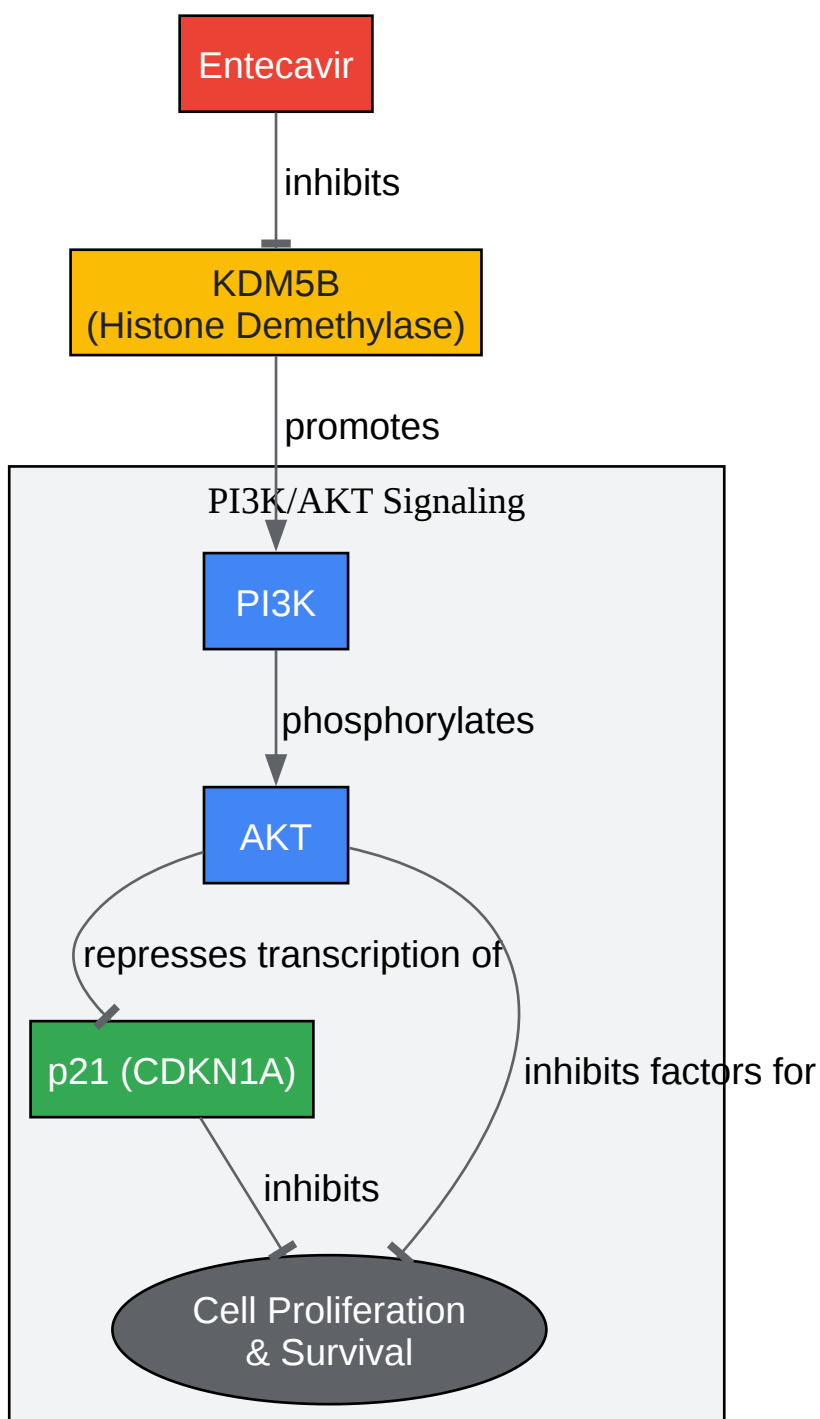 Entecavir
inhibits
KDM5B
(Histone Demethylase)
promotes
PI3K/AKT Signaling
PI3K
phosphorylates
AKT
represses transcription of
p21 (CDKN1A)
inhibits factors for
inhibits
Cell Proliferation
& Survival